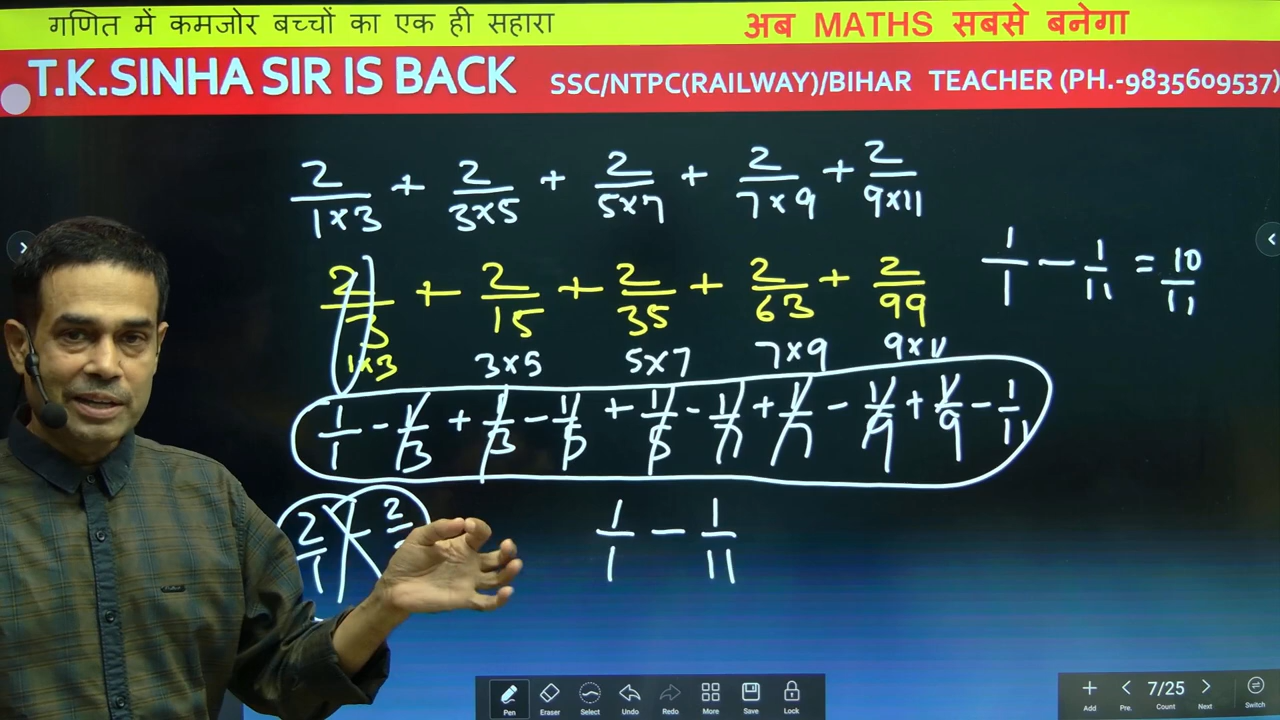 गणित में कमजोर बच्चों का एक ही सहारा अब MATHS सबसे बनेगा
T.K.SINHA SIR IS BACK SSC/NTPC(RAILWAY)/BIHAR TEACHER (PH.-9835609537)
2/1×3 + 2/3×5 + 2/5×7 + 2/7×9 + 2/9×11
1/1 - 1/11 = 10/11
2/3 + 2/15 + 2/35 + 2/63 + 2/99
1×3 3×5 5×7 7×9 9×11
1/1 - 1/3 + 1/3 - 1/5 + 1/5 - 1/7 + 1/7 - 1/9 + 1/9 - 1/11
2/1 - 2/ 1/1 - 1/11
Pen Eraser Select Undo Redo More Save Lock Add Pre. 7/25 Count Next Switch